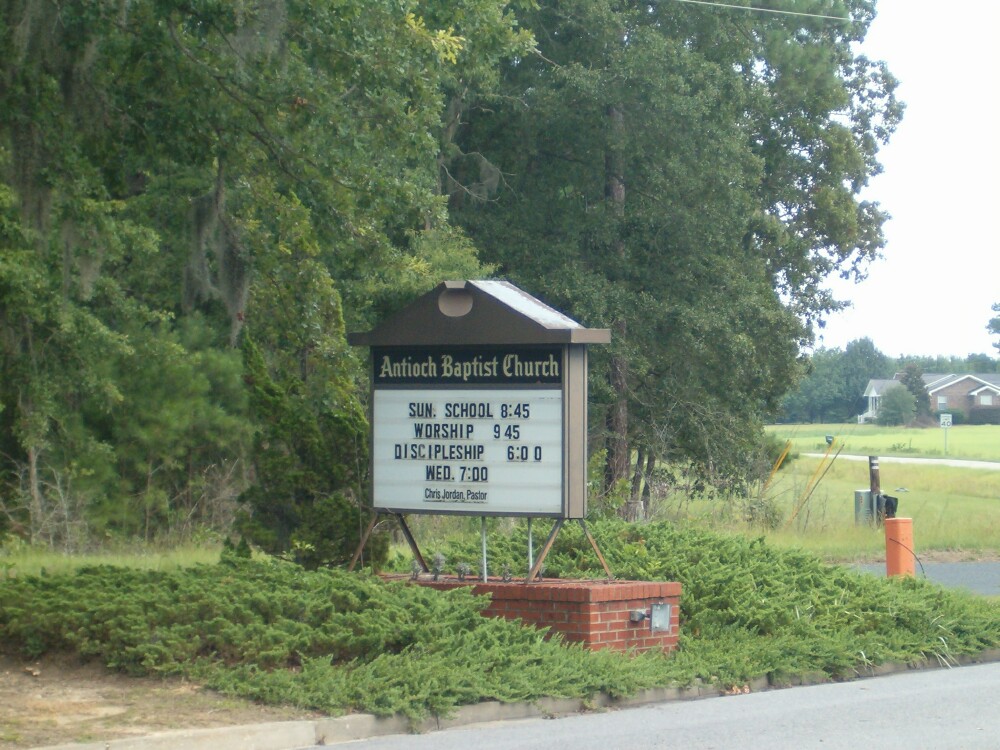 Antioch Baptist Church
SUN. SCHOOL 8:45
WORSHIP 9 45
DISCIPLESHIP 6:0 0
WED. 7:00
Chris Jordan, Pastor